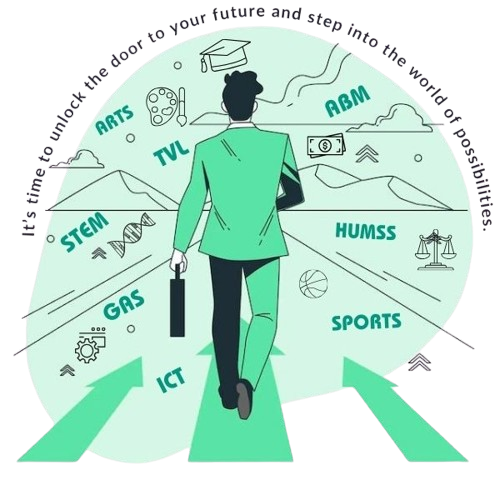 It's time to unlock the door to your future and step into the world of possibilities.
ARTS
ABM
TVL
STEM
HUMSS
GAS
SPORTS
ICT
$